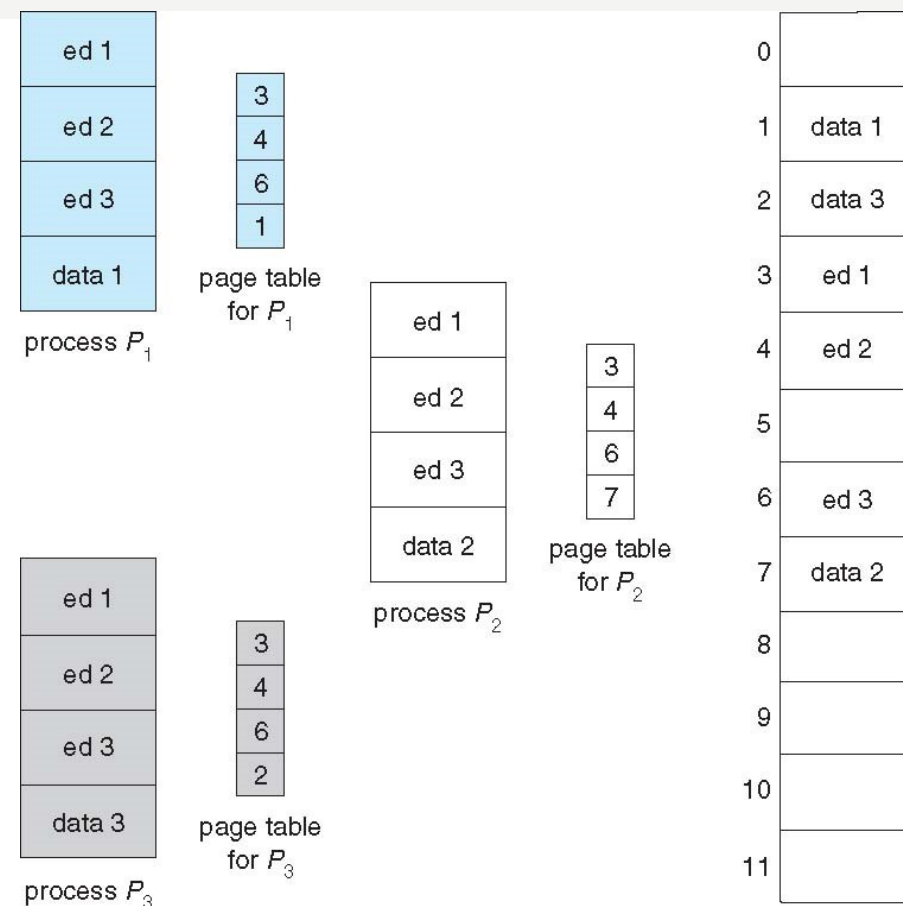 ed 1
ed 2
ed 3
data 1
process P1
3
4
6
1
page table
for P1
ed 1
ed 2
ed 3
data 2
process P2
3
4
6
7
page table
for P2
ed 1
ed 2
ed 3
data 3
process P3
3
4
6
2
page table
for P3
0
1 data 1
2 data 3
3 ed 1
4 ed 2
5
6 ed 3
7 data 2
8
9
10
11